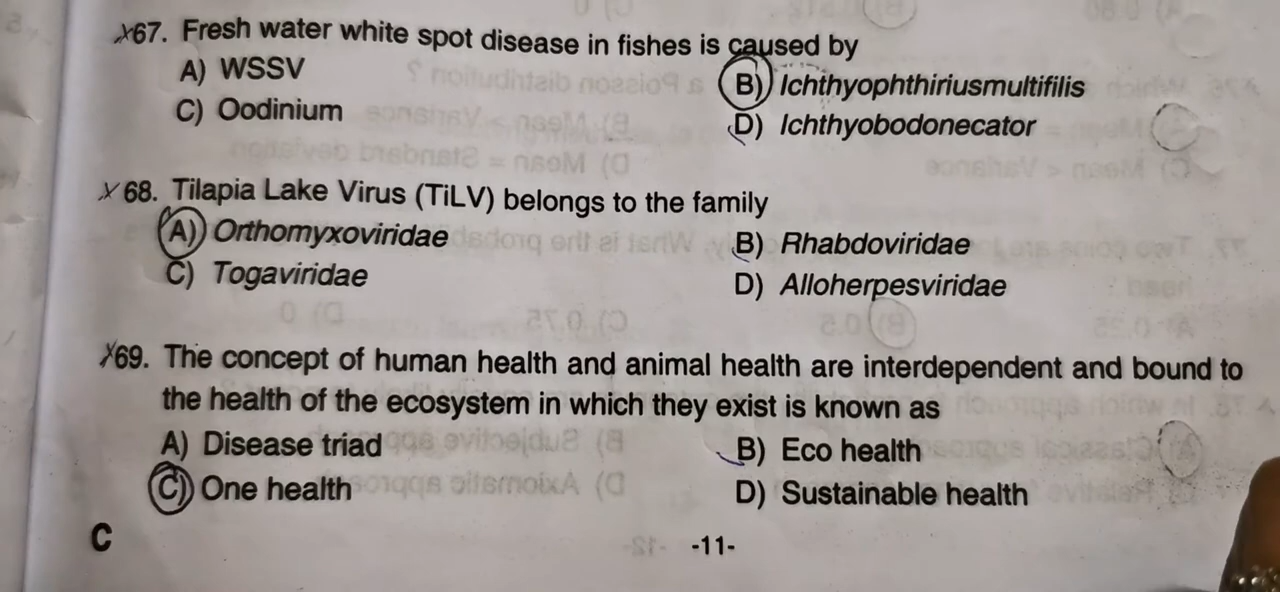 67. Fresh water white spot disease in fishes is caused by
A) WSSV B) Ichthyophthiriusmultifilis
C) Oodinium D) Ichthyobodonecator
68. Tilapia Lake Virus (TiLV) belongs to the family
A) Orthomyxoviridae B) Rhabdoviridae
C) Togaviridae D) Alloherpesviridae
69. The concept of human health and animal health are interdependent and bound to
the health of the ecosystem in which they exist is known as
A) Disease triad B) Eco health
C) One health D) Sustainable health
C -11-